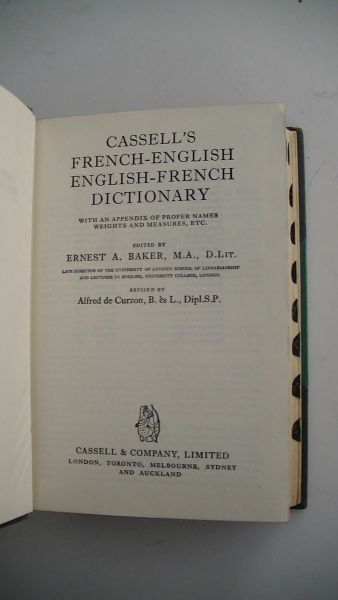 CASSELL'S
FRENCH-ENGLISH
ENGLISH-FRENCH
DICTIONARY
WITH AN APPENDIX OF PROPER NAMES
WEIGHTS AND MEASURES, ETC.
EDITED BY
ERNEST A. BAKER, M.A., D.LIT.
LATE DIRECTOR OF THE UNIVERSITY OF LONDON SCHOOL OF LIBRARIANSHIP
AND LECTURER IN ENGLISH, UNIVERSITY COLLEGE, LONDON
REVISED BY
Alfred de Curzon, B. ès L., Dipl.S.P.
CASSELL & COMPANY, LIMITED
LONDON, TORONTO, MELBOURNE, SYDNEY
AND AUCKLAND